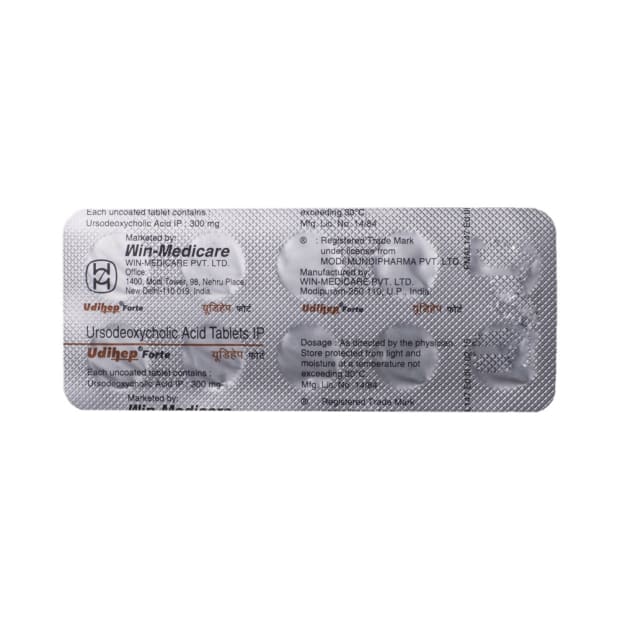 Each uncoated tablet contains :
Ursodeoxycholic Acid IP : 300 mg
Marketed by:
Win-Medicare
WIN-MEDICARE PVT. LTD.
Office:
1400, Modi Tower, 98, Nehru Place,
New Delhi-110 019, India
Udihep® Forte यूडिहेप फोर्ट
Ursodeoxycholic Acid Tablets IP
Udihep® Forte यूडिहेप फोर्ट
Each uncoated tablet contains :
Ursodeoxycholic Acid IP : 300 mg
Marketed by:
Win-Medicare
exceeding 30°C
Mfg. Lic. No. 14/84
® : Registered Trade Mark
under license from
MODI MUNDIPHARMA PVT. LTD.
Manufactured by
WIN-MEDICARE PVT. LTD.
Modipuram-250 110, U.P., India.
Udihep® Forte यूडिहेप फोर्ट
Dosage : As directed by the physican.
Store protected from light and
moisture at a temperature not
exceeding 30°C
Mfg. Lic. No. 14/84
® : Registered Trade Mark